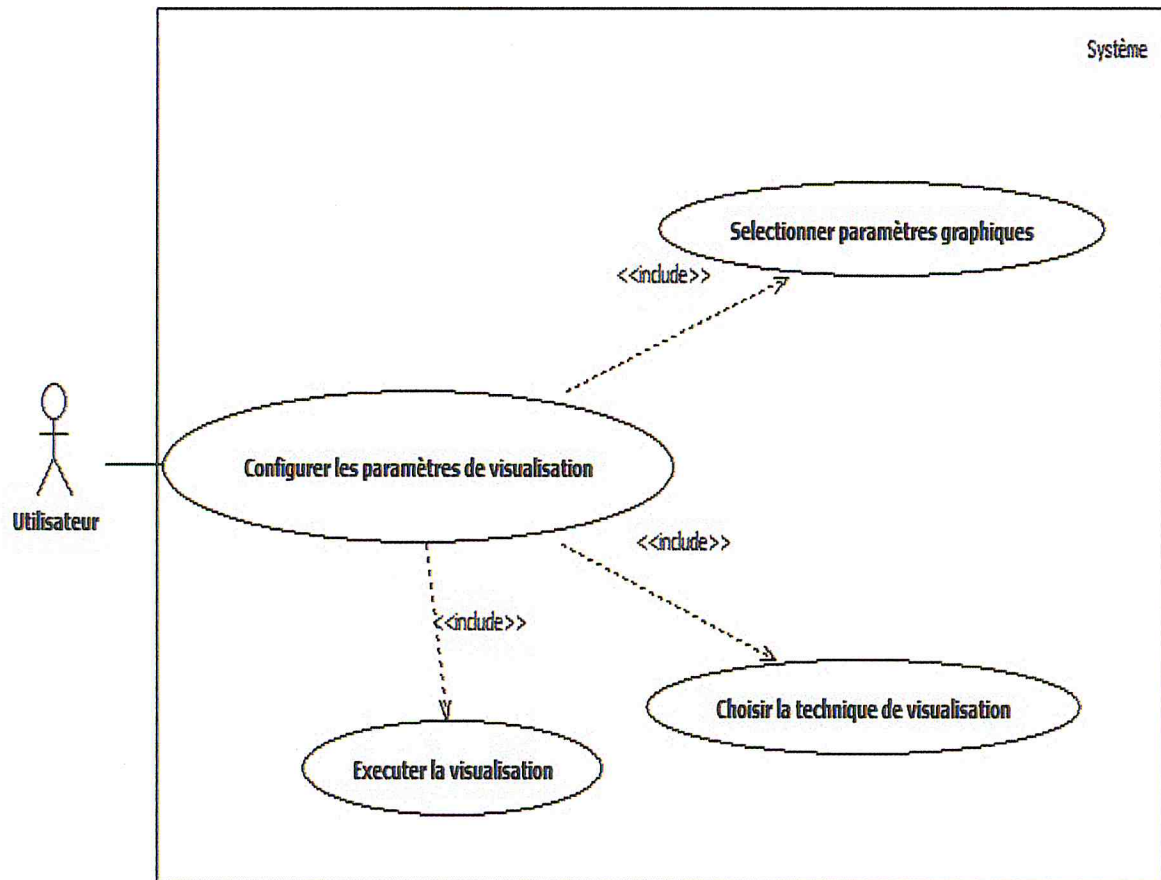 Système
Selectionner paramètres graphiques
<<include>>
Configurer les paramètres de visualisation
Utilisateur
<<include>>
<<include>>
Choisir la technique de visualisation
Executer la visualisation